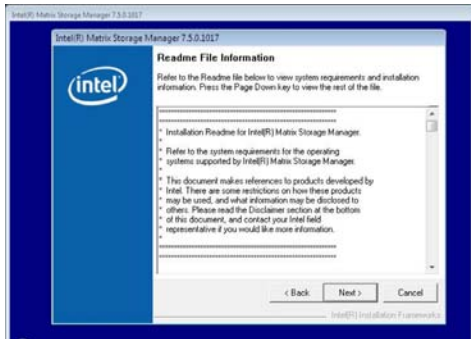 Intel(R) Matrix Storage Manager 7.5.0.1017
Intel(R) Matrix Storage Manager 7.5.0.1017
intel
Readme File Information
Refer to the Readme file below to view system requirements and installation
information. Press the Page Down key to view the rest of the file.
************************************************************
************************************************************
* Installation Readme for Intel(R) Matrix Storage Manager.
*
* Refer to the system requirements for the operating
* systems supported by Intel(R) Matrix Storage Manager.
*
* This document makes references to products developed by
* Intel. There are some restrictions on how these products
* may be used, and what information may be disclosed to
* others. Please read the Disclaimer section at the bottom
* of this document, and contact your Intel field
* representative if you would like more information.
*
************************************************************
************************************************************
< Back Next > Cancel
Intel(R) Installation Framework